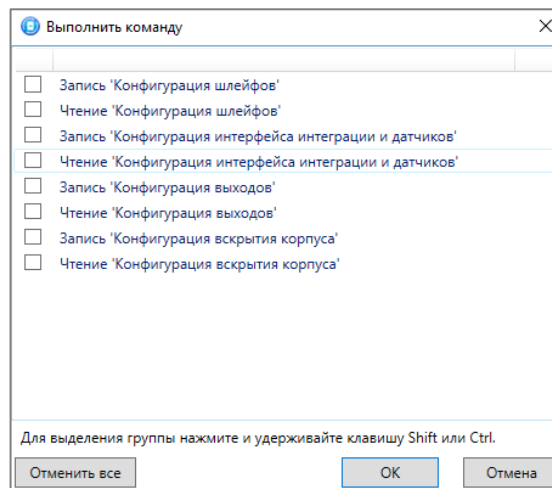 Выполнить команду
Запись 'Конфигурация шлейфов'
Чтение 'Конфигурация шлейфов'
Запись 'Конфигурация интерфейса интеграции и датчиков'
Чтение 'Конфигурация интерфейса интеграции и датчиков'
Запись 'Конфигурация выходов'
Чтение 'Конфигурация выходов'
Запись 'Конфигурация вскрытия корпуса'
Чтение 'Конфигурация вскрытия корпуса'
Для выделения группы нажмите и удерживайте клавишу Shift или Ctrl.
Отменить все ОК Отмена